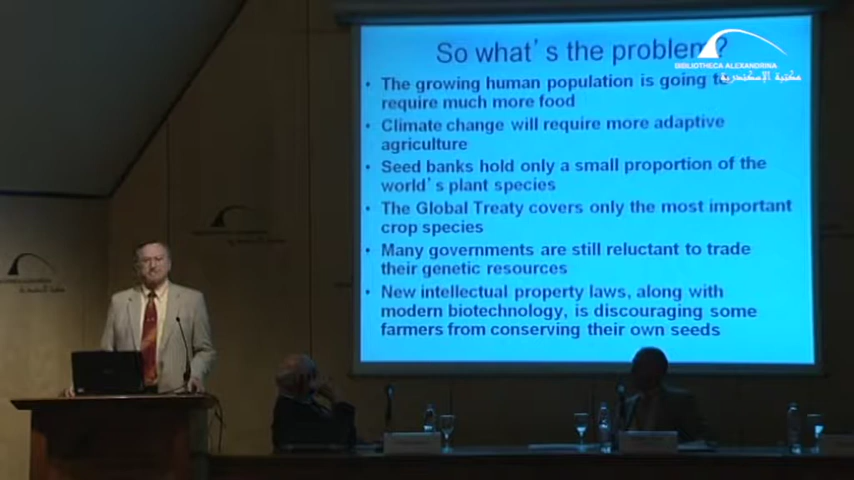 So what's the problem?
BIBLIOTHECA ALEXANDRINA
مكتبة الإسكندرية
• The growing human population is going to
require much more food
• Climate change will require more adaptive
agriculture
• Seed banks hold only a small proportion of the
world's plant species
• The Global Treaty covers only the most important
crop species
• Many governments are still reluctant to trade
their genetic resources
• New intellectual property laws, along with
modern biotechnology, is discouraging some
farmers from conserving their own seeds